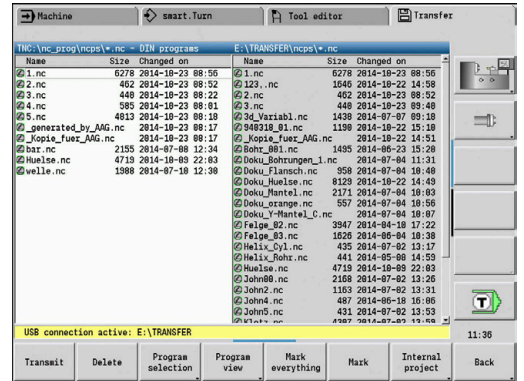 Machine
smart.Turn
Tool editor
Transfer
TNC:\nc_prog\ncps\*.nc - DIN programs
Name Size Changed on
1.nc 6278 2014-10-23 08:56
2.nc 462 2014-10-23 08:52
3.nc 440 2014-10-23 08:22
4.nc 585 2014-10-23 08:01
5.nc 4813 2014-10-23 08:18
_generated_by_AAG.nc 2014-10-23 08:17
_Kopie_fuer_AAG.nc 2014-10-23 08:17
bar.nc 2155 2014-07-08 12:34
Huelse.nc 4719 2014-10-09 22:03
welle.nc 1988 2014-07-10 12:38
E:\TRANSFER\ncps\*.nc
Name Size Changed on
1.nc 6278 2014-10-23 08:56
123,.nc 1646 2014-10-22 14:58
2.nc 462 2014-10-23 08:52
3.nc 440 2014-10-23 09:40
3d_Variabl.nc 1438 2014-07-07 09:18
940318_01.nc 1190 2014-10-22 15:18
_Kopie_fuer_AAG.nc 2014-10-22 14:51
Bohr_001.nc 1495 2014-06-23 15:20
Doku_Bohrungen_1.nc 2014-07-04 11:31
Doku_Flansch.nc 958 2014-07-04 10:40
Doku_Huelse.nc 8129 2014-10-22 14:49
Doku_Mantel.nc 2171 2014-07-04 10:03
Doku_orange.nc 557 2014-07-04 10:56
Doku_Y-Mantel_C.nc 2014-07-04 10:07
Felge_02.nc 3947 2014-04-10 17:22
Felge_03.nc 1626 2014-06-04 10:38
Helix_Cyl.nc 435 2014-07-02 13:17
Helix_Rohr.nc 441 2014-05-08 14:59
Huelse.nc 4719 2014-10-09 22:03
John00.nc 2168 2014-07-02 13:26
John2.nc 1163 2014-07-02 13:31
John4.nc 487 2014-06-18 16:06
John5.nc 431 2014-07-02 13:53
Klotz.nc 4307 2014-07-02 13:59
USB connection active: E:\TRANSFER
T
11:36
Transmit
Delete
Program selection
Program view
Mark everything
Mark
Internal project
Back